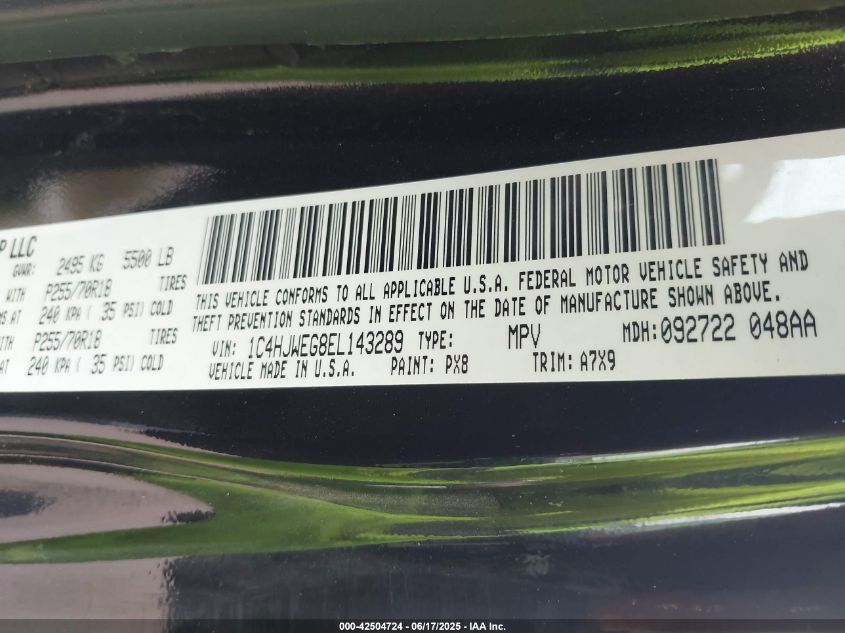 P LLC
GVWR: 2495 KG 5500 LB
WITH P255/70R18 TIRES
AT 240 KPA ( 35 PSI) COLD
WITH P255/70R18 TIRES
AT 240 KPA ( 35 PSI) COLD
THIS VEHICLE CONFORMS TO ALL APPLICABLE U.S.A. FEDERAL MOTOR VEHICLE SAFETY AND
THEFT PREVENTION STANDARDS IN EFFECT ON THE DATE OF MANUFACTURE SHOWN ABOVE.
VIN: 1C4HJWEG8EL143289 TYPE: MPV MDH:092722 048AA
VEHICLE MADE IN U.S.A. PAINT: PX8 TRIM: A7X9
000-42504724 - 06/17/2025 - IAA Inc.